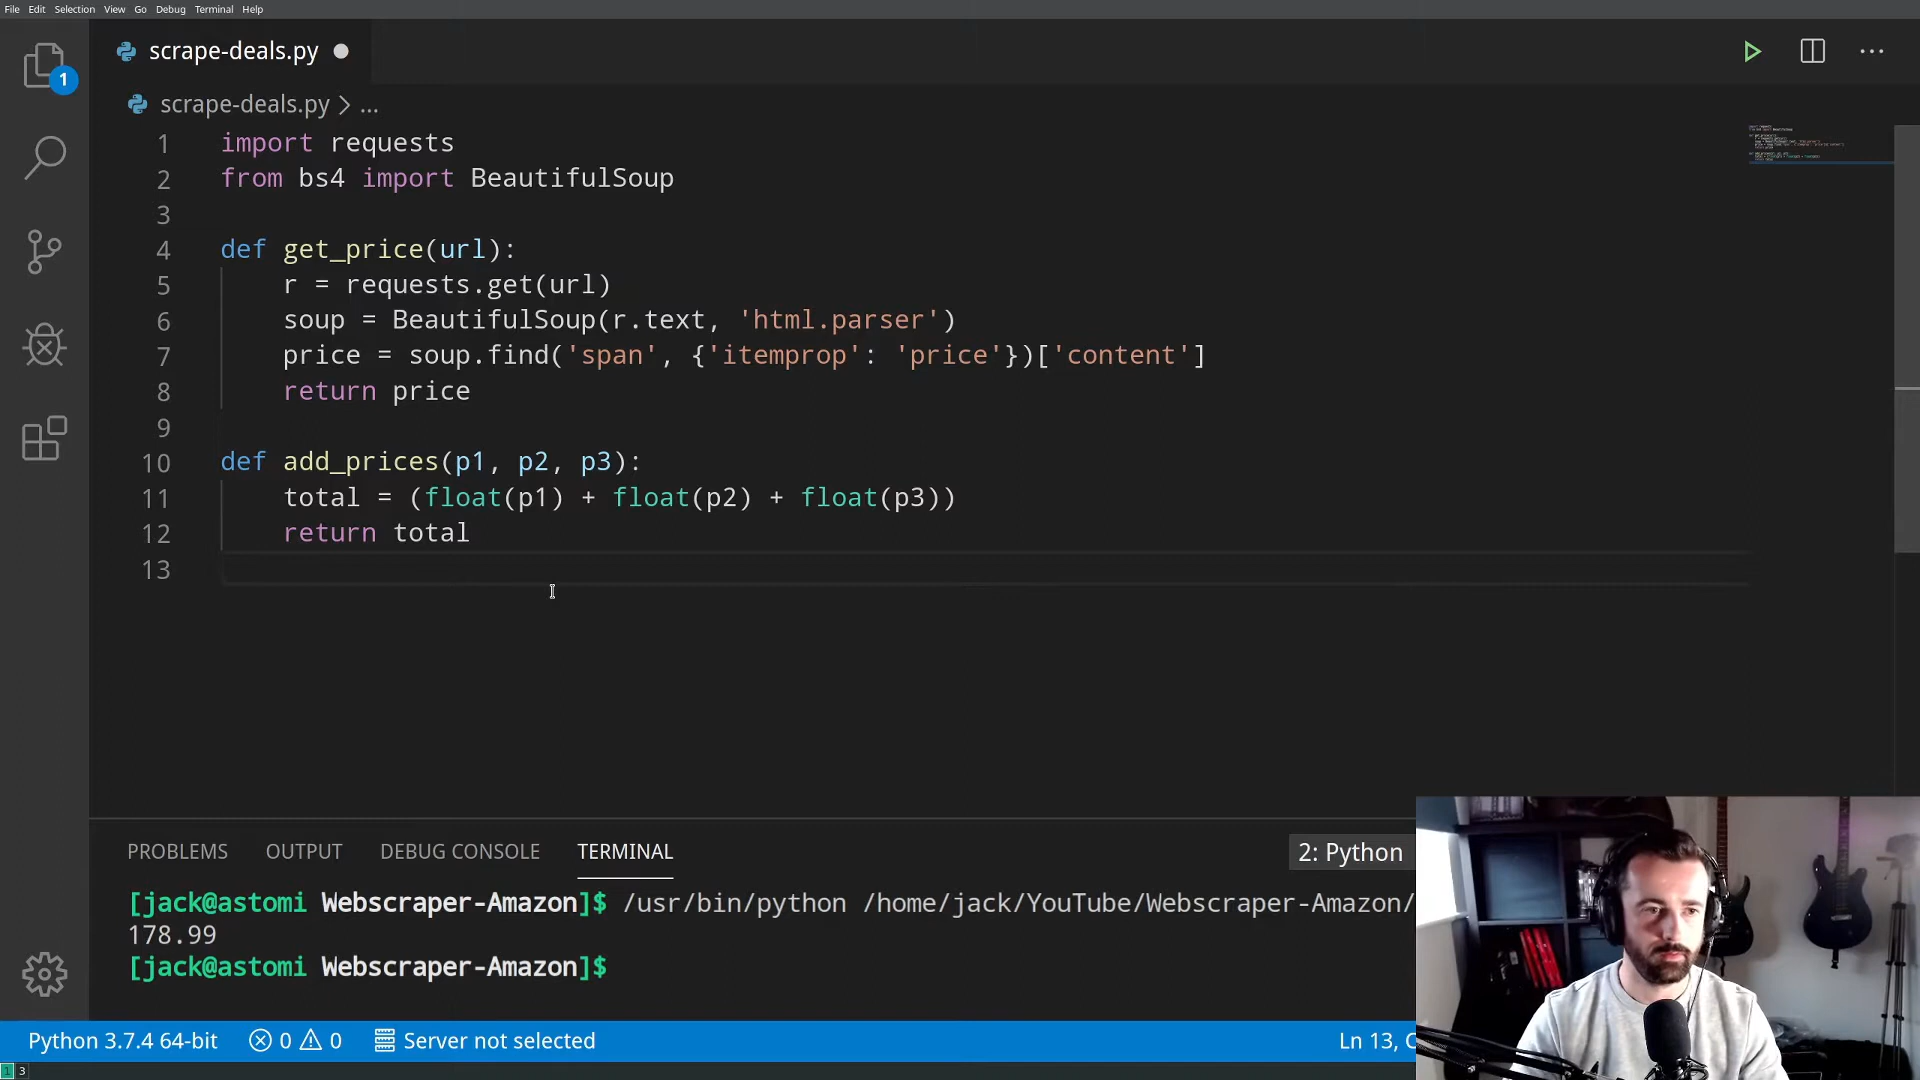 File Edit Selection View Go Debug Terminal Help
scrape-deals.py
1
scrape-deals.py > ...
1 import requests
2 from bs4 import BeautifulSoup
3
4 def get_price(url):
5 r = requests.get(url)
6 soup = BeautifulSoup(r.text, 'html.parser')
7 price = soup.find('span', {'itemprop': 'price'})['content']
8 return price
9
10 def add_prices(p1, p2, p3):
11 total = (float(p1) + float(p2) + float(p3))
12 return total
13
PROBLEMS OUTPUT DEBUG CONSOLE TERMINAL 2: Python
[jack@astomi Webscraper-Amazon]$ /usr/bin/python /home/jack/YouTube/Webscraper-Amazon/
178.99
[jack@astomi Webscraper-Amazon]$
Python 3.7.4 64-bit 0 0 Server not selected Ln 13, C
1 3